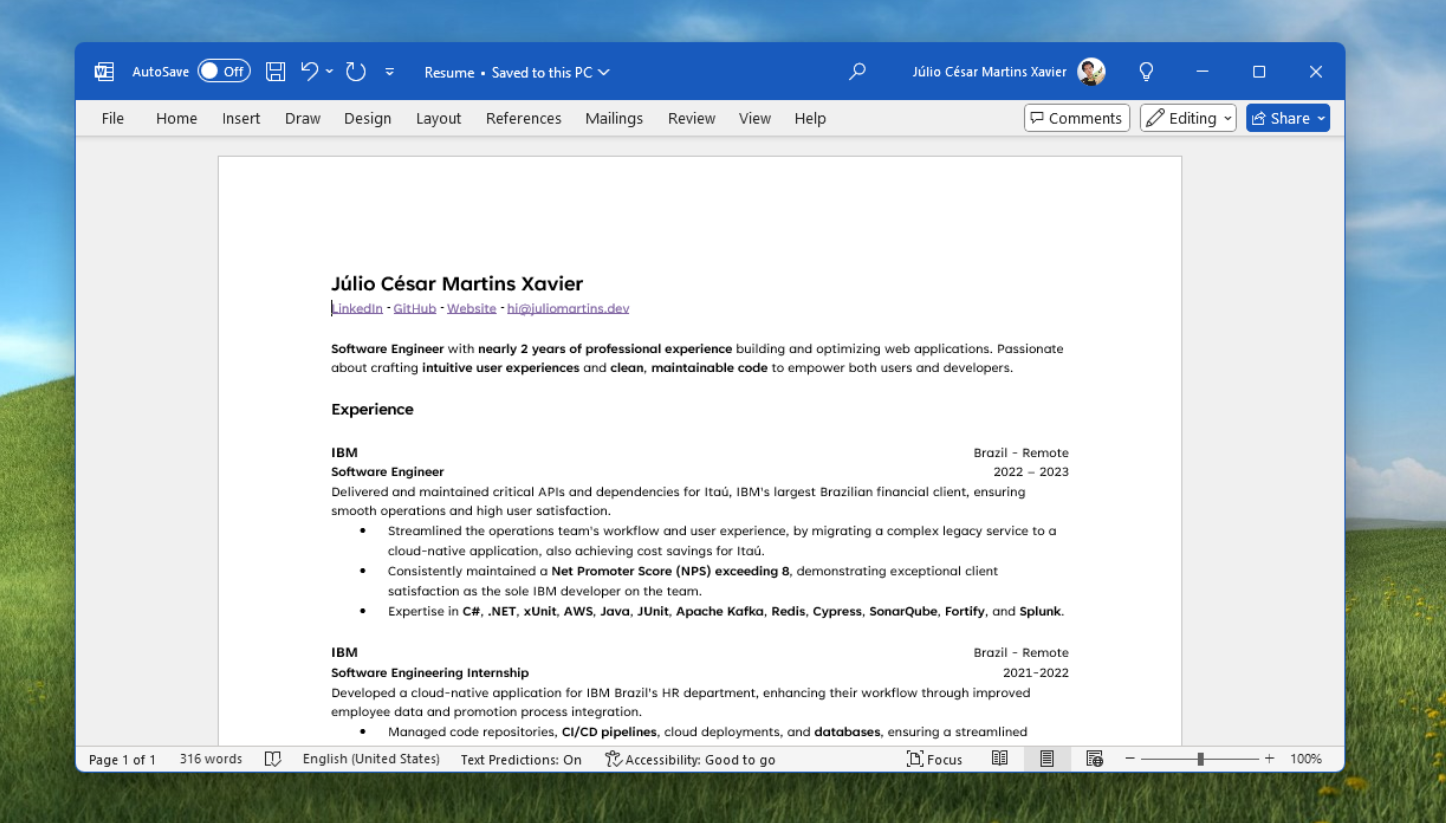 AutoSave Off Resume • Saved to this PC Júlio César Martins Xavier
File Home Insert Draw Design Layout References Mailings Review View Help Comments Editing Share
Júlio César Martins Xavier
LinkedIn - GitHub - Website - hi@juliomartins.dev
Software Engineer with nearly 2 years of professional experience building and optimizing web applications. Passionate
about crafting intuitive user experiences and clean, maintainable code to empower both users and developers.
Experience
IBM Brazil - Remote
Software Engineer 2022 – 2023
Delivered and maintained critical APIs and dependencies for Itaú, IBM's largest Brazilian financial client, ensuring
smooth operations and high user satisfaction.
• Streamlined the operations team's workflow and user experience, by migrating a complex legacy service to a
cloud-native application, also achieving cost savings for Itaú.
• Consistently maintained a Net Promoter Score (NPS) exceeding 8, demonstrating exceptional client
satisfaction as the sole IBM developer on the team.
• Expertise in C#, .NET, xUnit, AWS, Java, JUnit, Apache Kafka, Redis, Cypress, SonarQube, Fortify, and Splunk.
IBM Brazil - Remote
Software Engineering Internship 2021-2022
Developed a cloud-native application for IBM Brazil's HR department, enhancing their workflow through improved
employee data and promotion process integration.
• Managed code repositories, CI/CD pipelines, cloud deployments, and databases, ensuring a streamlined
Page 1 of 1 316 words English (United States) Text Predictions: On Accessibility: Good to go Focus 100%